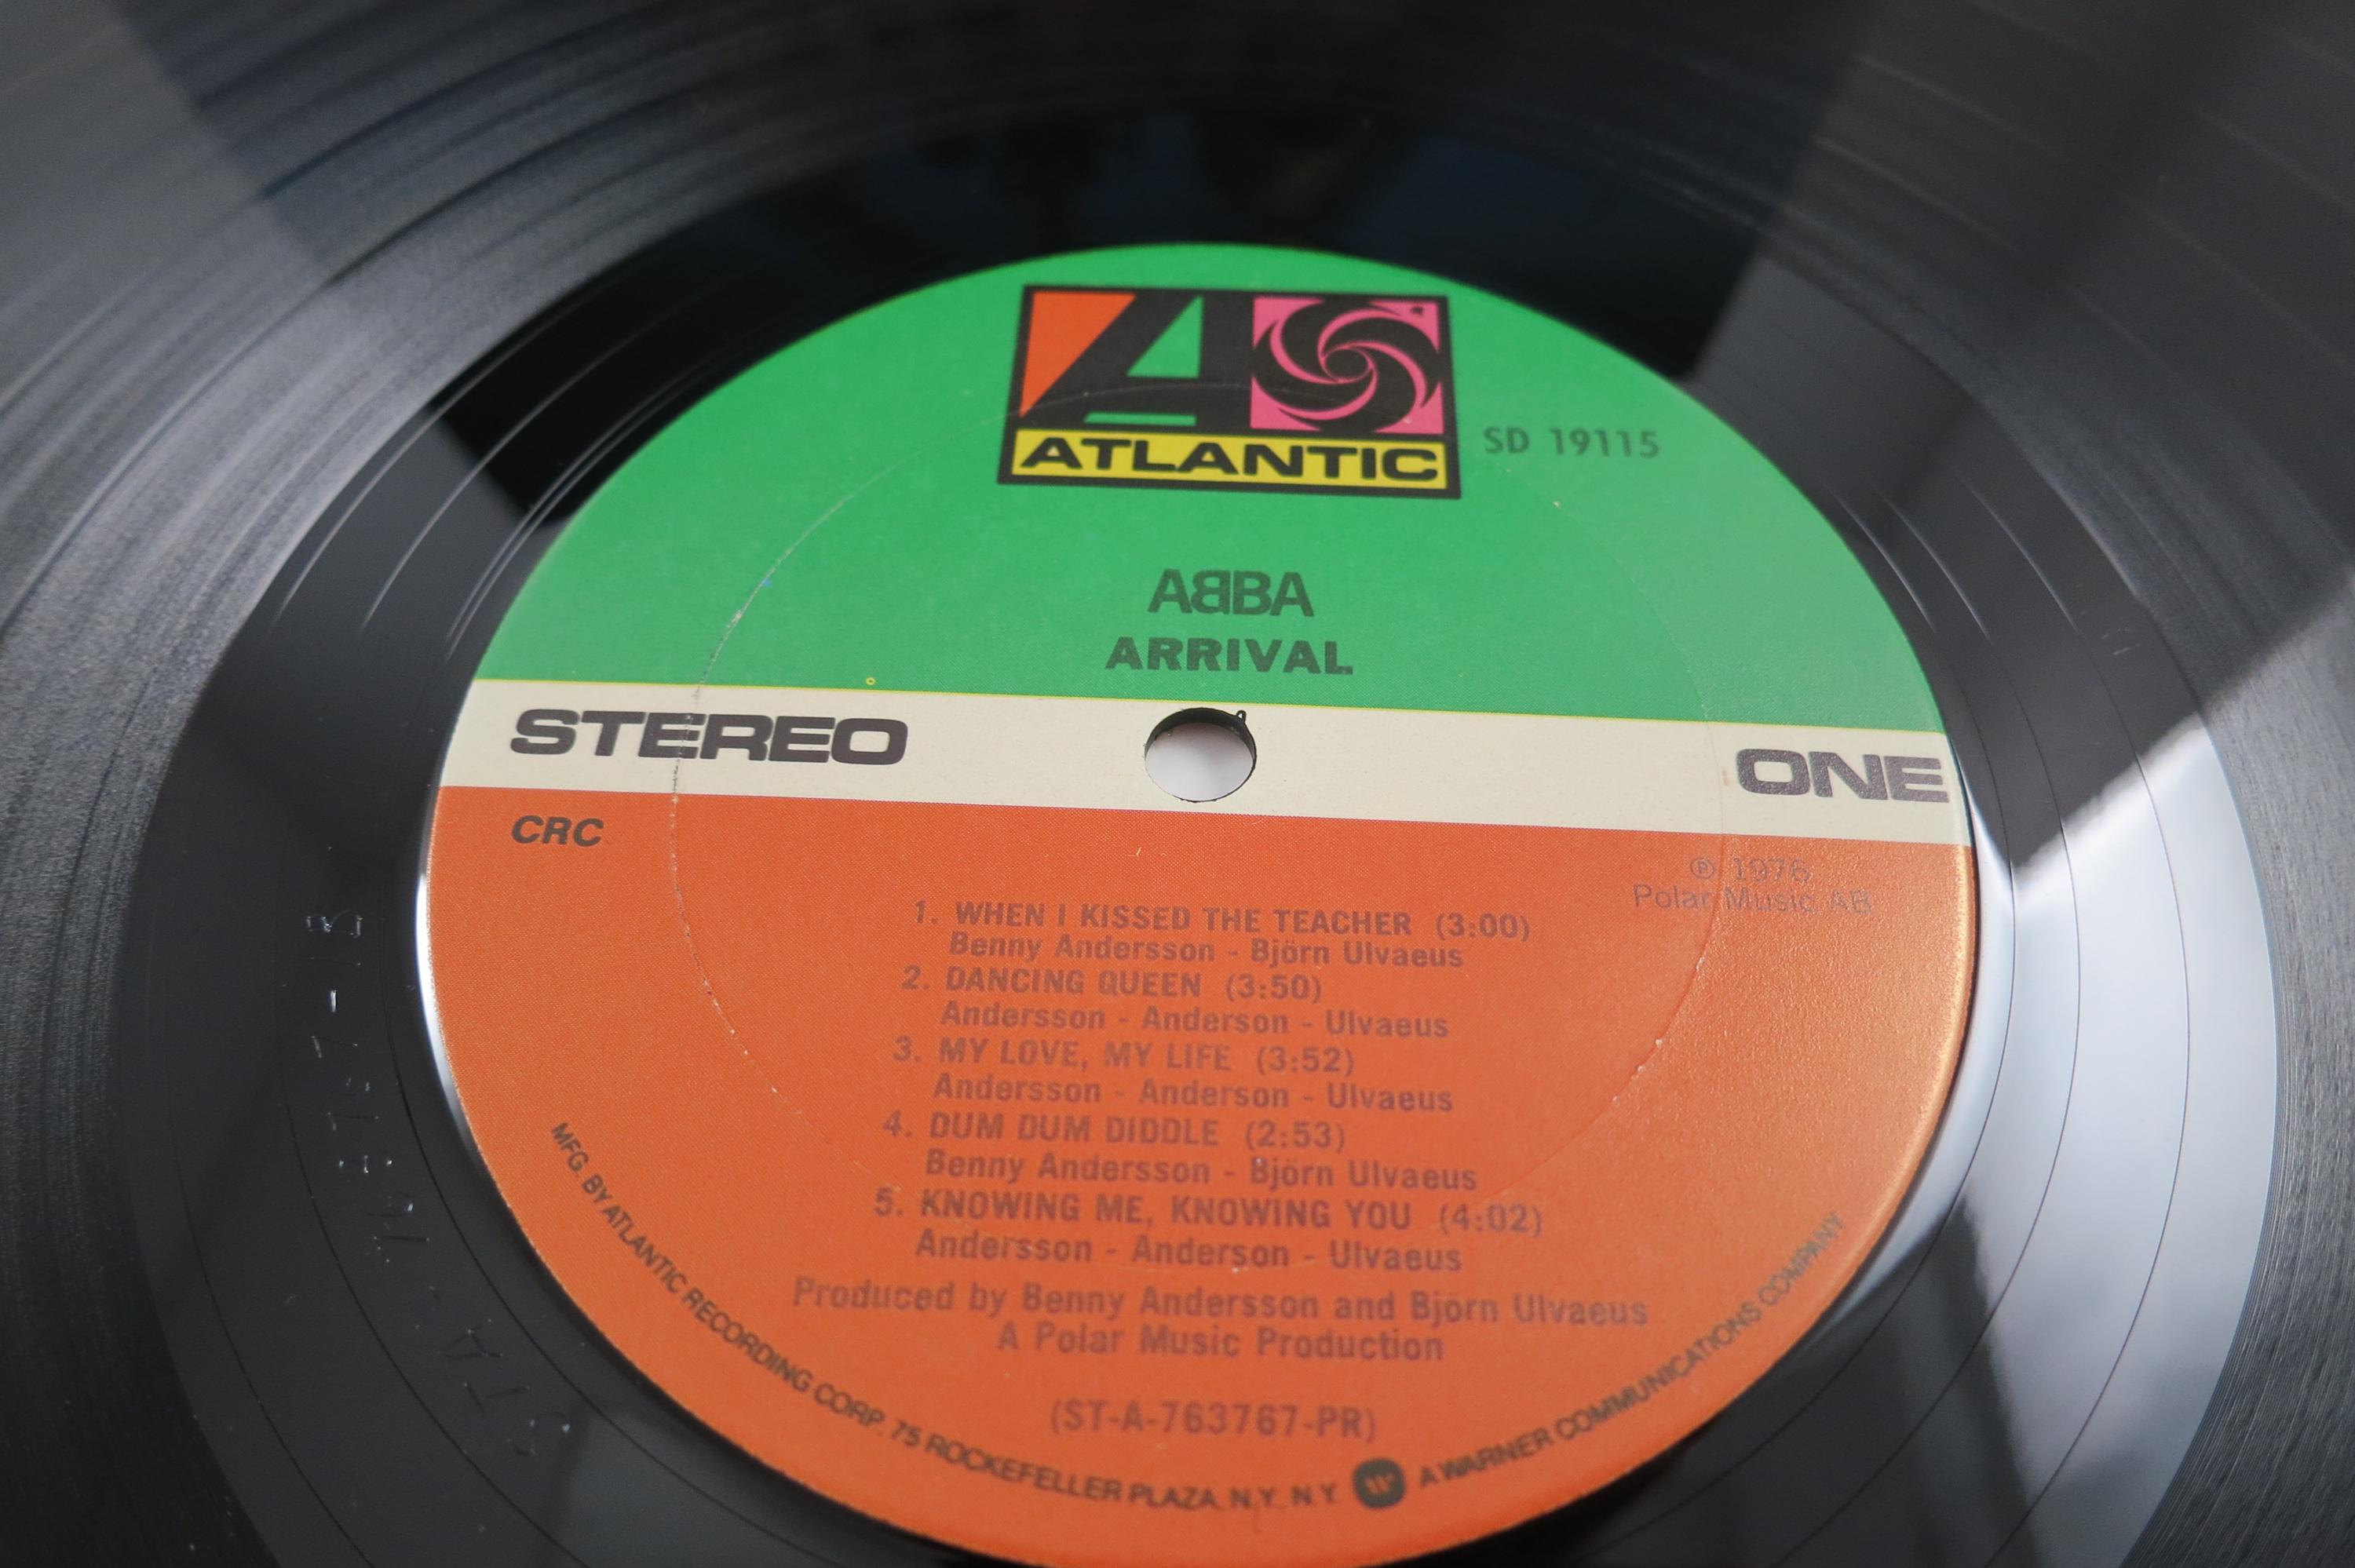 ATLANTIC
SD 19115
ABBA
ARRIVAL
STEREO
ONE
CRC
℗ 1976
Polar Music AB
1. WHEN I KISSED THE TEACHER (3:00)
Benny Andersson - Björn Ulvaeus
2. DANCING QUEEN (3:50)
Andersson - Anderson - Ulvaeus
3. MY LOVE, MY LIFE (3:52)
Andersson - Anderson - Ulvaeus
4. DUM DUM DIDDLE (2:53)
Benny Andersson - Björn Ulvaeus
5. KNOWING ME, KNOWING YOU (4:02)
Andersson - Anderson - Ulvaeus
Produced by Benny Andersson and Björn Ulvaeus
A Polar Music Production
(ST-A-763767-PR)
MFG. BY ATLANTIC RECORDING CORP. 75 ROCKEFELLER PLAZA, N.Y. N.Y. W A WARNER COMMUNICATIONS COMPANY